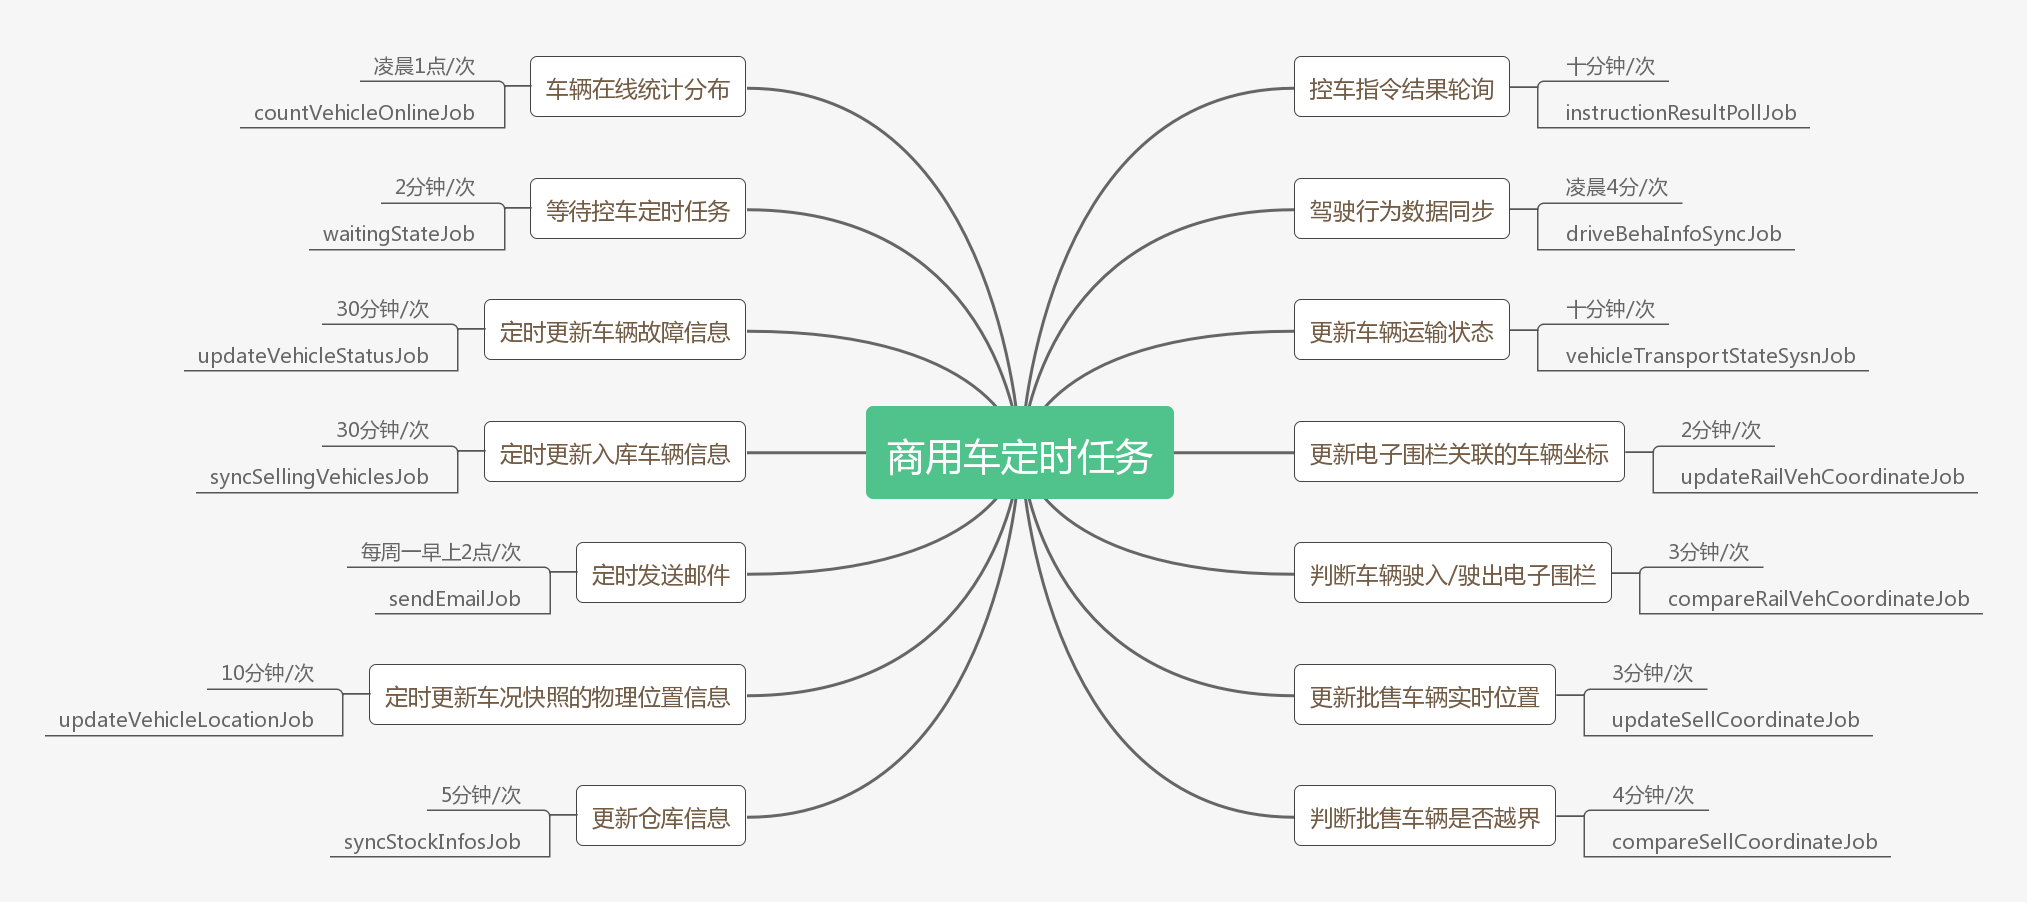 商用车定时任务
车辆在线统计分布
凌晨1点/次
countVehicleOnlineJob
等待控车定时任务
2分钟/次
waitingStateJob
定时更新车辆故障信息
30分钟/次
updateVehicleStatusJob
定时更新入库车辆信息
30分钟/次
syncSellingVehiclesJob
定时发送邮件
每周一早上2点/次
sendEmailJob
定时更新车况快照的物理位置信息
10分钟/次
updateVehicleLocationJob
更新仓库信息
5分钟/次
syncStockInfosJob
控车指令结果轮询
十分钟/次
instructionResultPollJob
驾驶行为数据同步
凌晨4分/次
driveBehaInfoSyncJob
更新车辆运输状态
十分钟/次
vehicleTransportStateSysnJob
更新电子围栏关联的车辆坐标
2分钟/次
updateRailVehCoordinateJob
判断车辆驶入/驶出电子围栏
3分钟/次
compareRailVehCoordinateJob
更新批售车辆实时位置
3分钟/次
updateSellCoordinateJob
判断批售车辆是否越界
4分钟/次
compareSellCoordinateJob